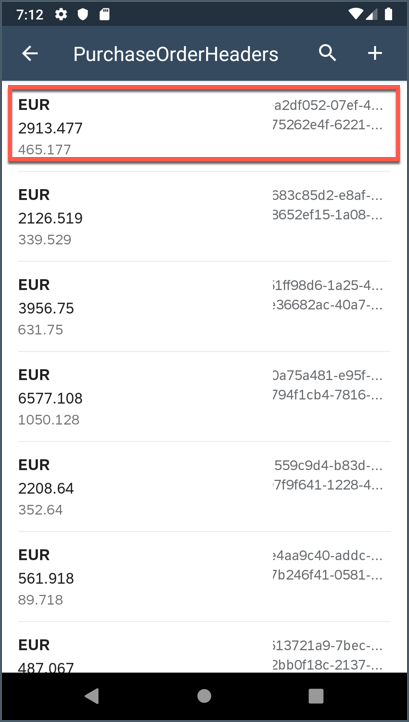 7:12
PurchaseOrderHeaders
EUR
a2df052-07ef-4...
2913.477
75262e4f-6221-...
465.177
EUR
683c85d2-e8af-...
2126.519
8652ef15-1a08-...
339.529
EUR
51ff98d6-1a25-4...
3956.75
e36682ac-40a7-...
631.75
EUR
0a75a481-e95f-...
6577.108
794f1cb4-7816-...
1050.128
EUR
559c9d4-b83d-...
2208.64
7f9f641-1228-4...
352.64
EUR
e4aa9c40-addc-...
561.918
7b246f41-0581-...
89.718
EUR
613721a9-7bec-...
487.067
2bb0f18c-2137-...